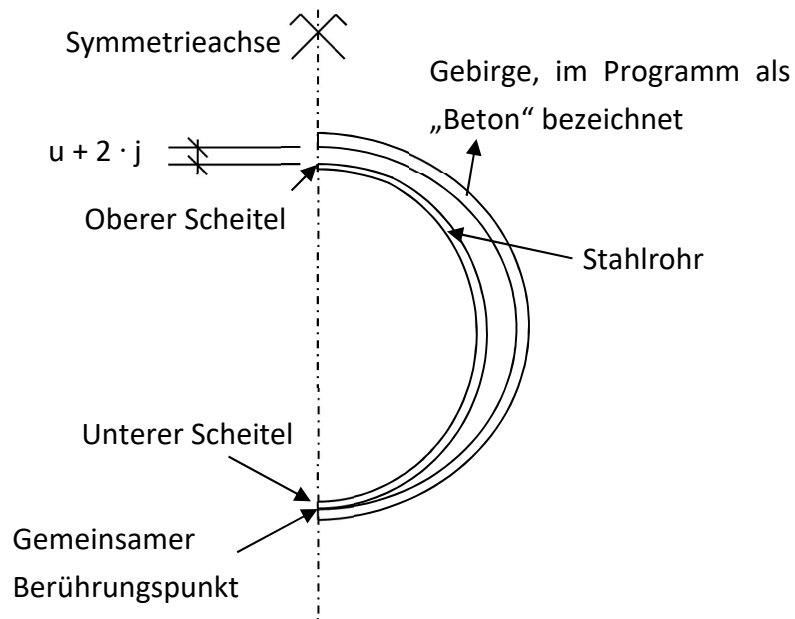 Symmetrieachse
Gebirge, im Programm als
„Beton“ bezeichnet
u + 2 · j
Oberer Scheitel
Stahlrohr
Unterer Scheitel
Gemeinsamer
Berührungspunkt